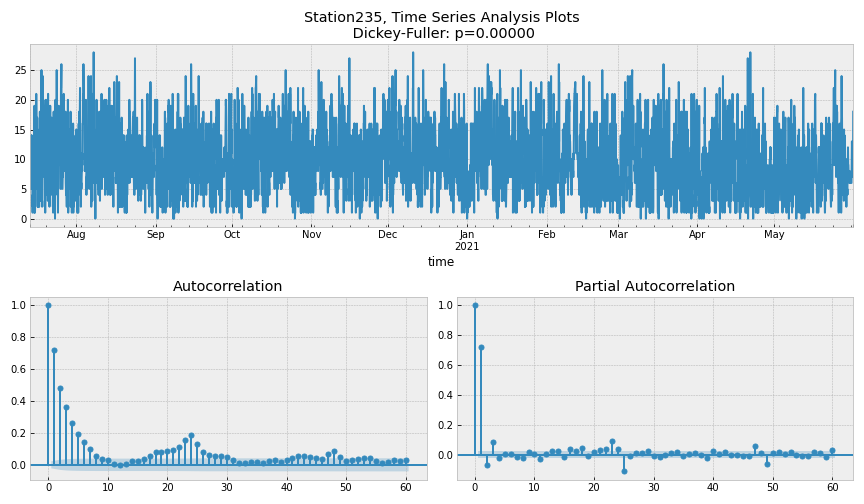 Station235, Time Series Analysis Plots
Dickey-Fuller: p=0.00000
25
20
15
10
5
0
Aug Sep Oct Nov Dec Jan Feb Mar Apr May
2021
time
Autocorrelation Partial Autocorrelation
1.0 1.0
0.8 0.8
0.6 0.6
0.4 0.4
0.2 0.2
0.0 0.0
0 10 20 30 40 50 60 0 10 20 30 40 50 60